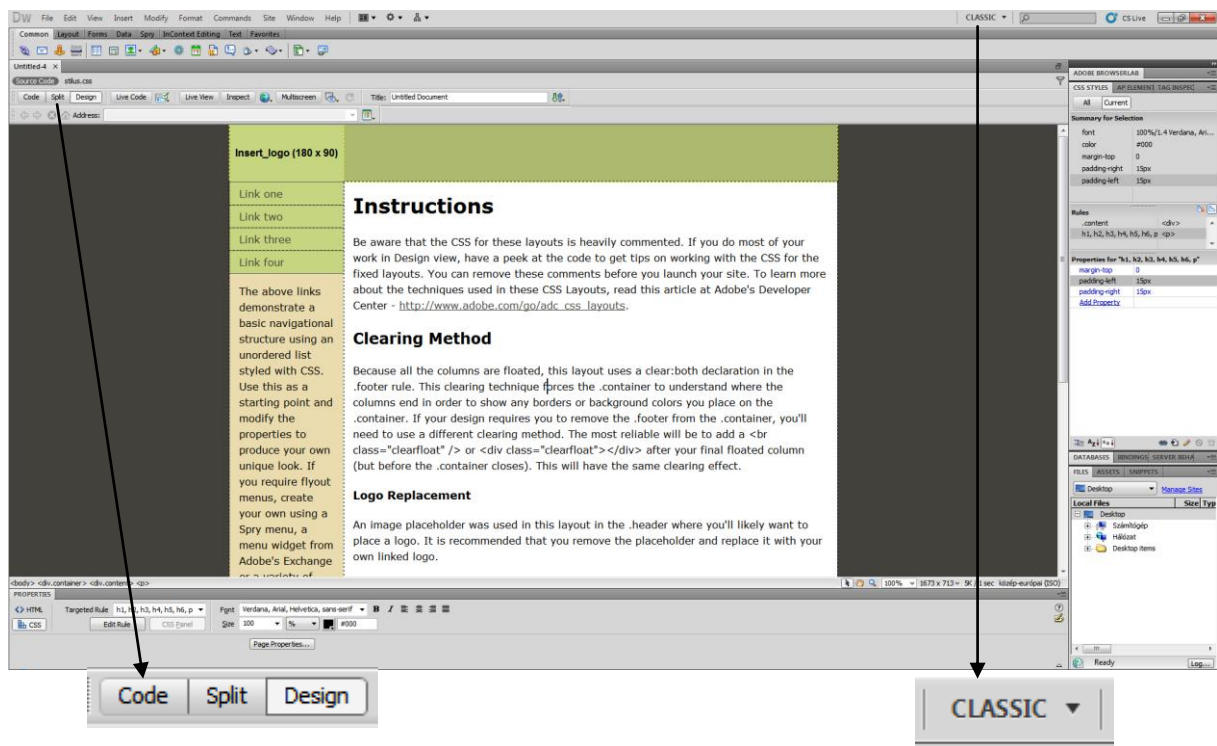 DW File Edit View Insert Modify Format Commands Site Window Help CLASSIC CS Live
Common Layout Forms Data Spry InContext Editing Text Favorites
Untitled-4
Source Code stilus.css
Code Split Design Live Code Live View Inspect Multiscreen Title: Untitled Document
Address:
Insert_logo (180 x 90)
Link one
Link two
Link three
Link four
The above links
demonstrate a
basic navigational
structure using an
unordered list
styled with CSS.
Use this as a
starting point and
modify the
properties to
produce your own
unique look. If
you require flyout
menus, create
your own using a
Spry menu, a
menu widget from
Adobe's Exchange
or a variety of
Instructions
Be aware that the CSS for these layouts is heavily commented. If you do most of your
work in Design view, have a peek at the code to get tips on working with the CSS for the
fixed layouts. You can remove these comments before you launch your site. To learn more
about the techniques used in these CSS Layouts, read this article at Adobe's Developer
Center - http://www.adobe.com/go/adc_css_layouts.
Clearing Method
Because all the columns are floated, this layout uses a clear:both declaration in the
.footer rule. This clearing technique forces the .container to understand where the
columns end in order to show any borders or background colors you place on the
.container. If your design requires you to remove the .footer from the .container, you'll
need to use a different clearing method. The most reliable will be to add a <br
class="clearfloat" /> or <div class="clearfloat"></div> after your final floated column
(but before the .container closes). This will have the same clearing effect.
Logo Replacement
An image placeholder was used in this layout in the .header where you'll likely want to
place a logo. It is recommended that you remove the placeholder and replace it with your
own linked logo.
ADOBE BROWSERLAB
CSS STYLES AP ELEMENT TAG INSPEC
All Current
Summary for Selection
font 100%/1.4 Verdana, Ari...
color #000
margin-top 0
padding-right 15px
padding-left 15px
Rules
.content <div>
h1, h2, h3, h4, h5, h6, p <p>
Properties for "h1, h2, h3, h4, h5, h6, p"
margin-top 0
padding-left 15px
padding-right 15px
Add Property
DATABASES BINDINGS SERVER BEHA
FILES ASSETS SNIPPETS
Desktop Manage Sites
Local Files Size Typ
Desktop
Számítógép
Hálózat
Desktop items
Ready Log...
<body> <div.container> <div.content> <p> 100% 1673 x 713 5K / 1 sec közép-európai (ISO)
PROPERTIES
HTML Targeted Rule h1, h2, h3, h4, h5, h6, p Font Verdana, Arial, Helvetica, sans-serif B I
CSS Edit Rule CSS Panel Size 100 % #000
Page Properties...
Code Split Design
CLASSIC